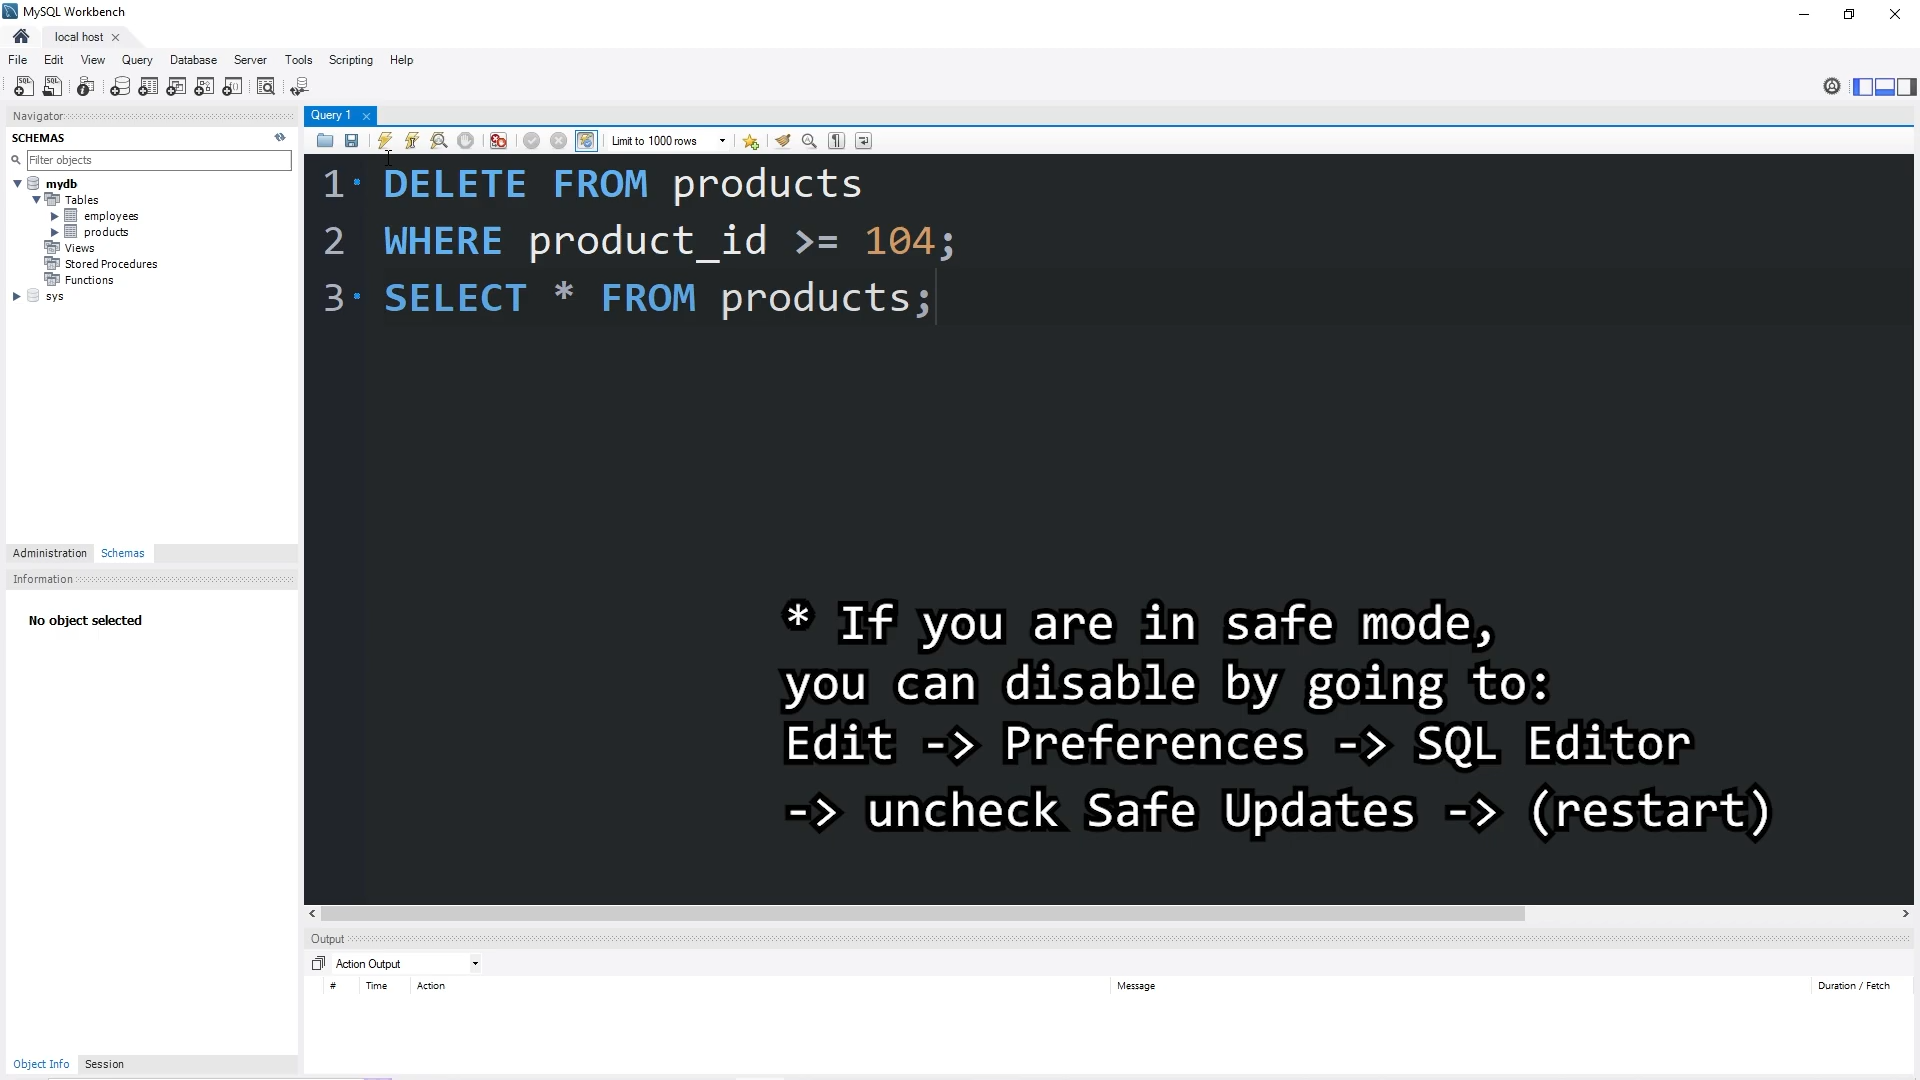 MySQL Workbench
local host
File Edit View Query Database Server Tools Scripting Help
Navigator
SCHEMAS
Filter objects
mydb
Tables
employees
products
Views
Stored Procedures
Functions
sys
Administration Schemas
Information
No object selected
Object Info Session
Query 1
Limit to 1000 rows
1 DELETE FROM products
2 WHERE product_id >= 104;
3 SELECT * FROM products;
* If you are in safe mode,
you can disable by going to:
Edit -> Preferences -> SQL Editor
-> uncheck Safe Updates -> (restart)
Output
Action Output
# Time Action Message Duration / Fetch